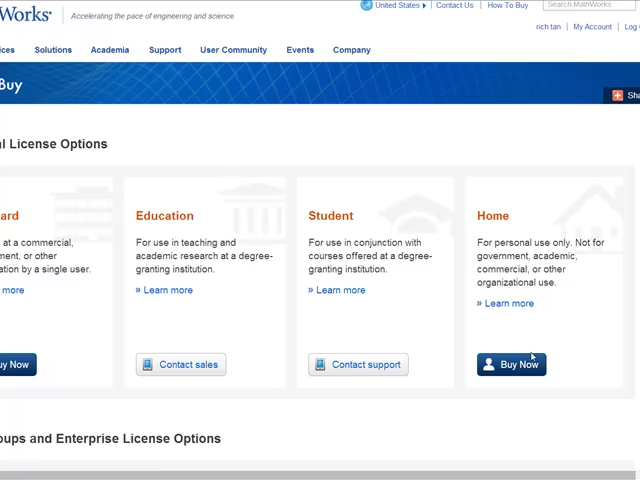 Works® Accelerating the pace of engineering and science
United States Contact Us How To Buy Search MathWorks
rich tan My Account Log
ices Solutions Academia Support User Community Events Company
Buy
Sha
al License Options
ard
at a commercial,
ment, or other
ation by a single user.
more
uy Now
Education
For use in teaching and
academic research at a degree-
granting institution.
» Learn more
Contact sales
Student
For use in conjunction with
courses offered at a degree-
granting institution.
» Learn more
Contact support
Home
For personal use only. Not for
government, academic,
commercial, or other
organizational use.
» Learn more
Buy Now
oups and Enterprise License Options